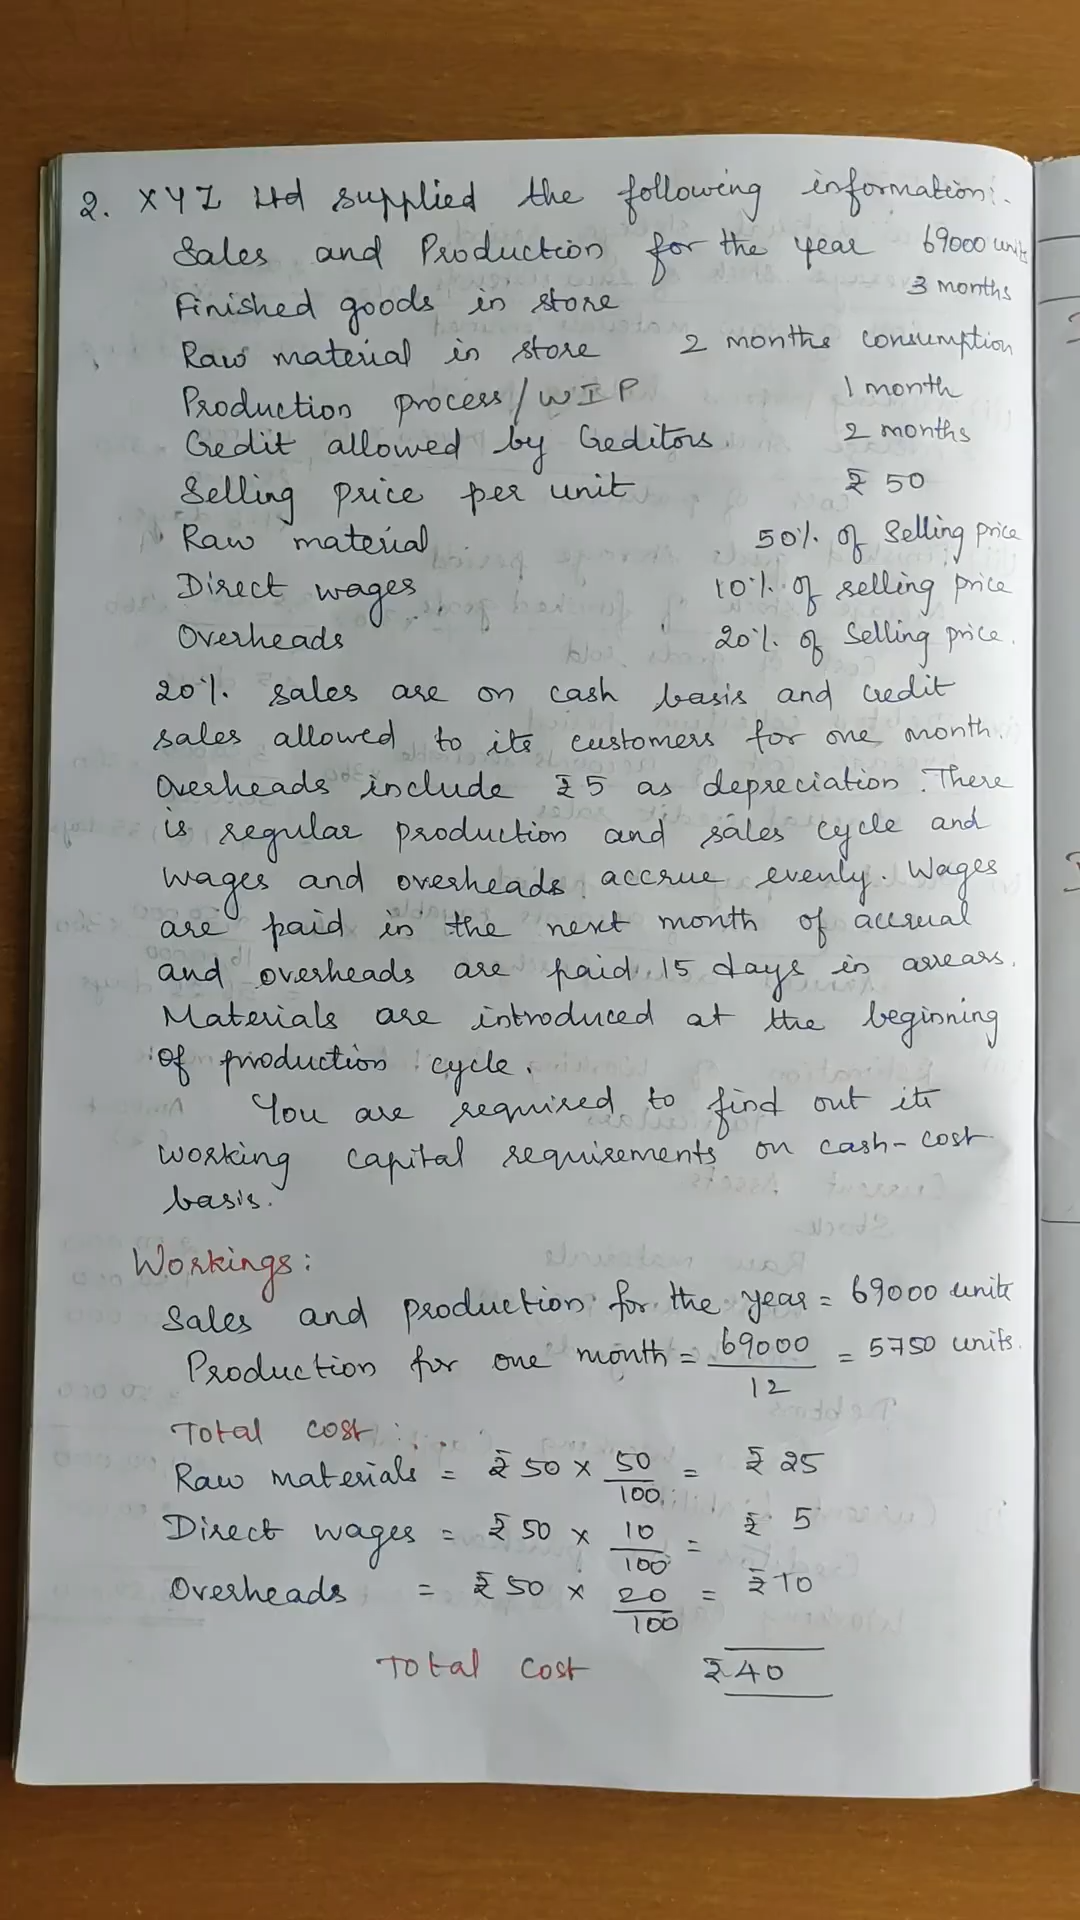 2. XYZ Ltd supplied the following information:-
Sales and Production for the year 69000 units
Finished goods in store 3 months
Raw material in store 2 months consumption
Production process/WIP 1 month
Credit allowed by Creditors 2 months
Selling price per unit ₹ 50
Raw material 50% of Selling price
Direct wages 10% of selling price
Overheads 20% of Selling price.
20% sales are on cash basis and credit
sales allowed to its customers for one month.
Overheads include ₹5 as depreciation. There
is regular production and sales cycle and
wages and overheads accrue evenly. Wages
are paid in the next month of accrual
and overheads are paid 15 days in arrears.
Materials are introduced at the beginning
of production cycle.
You are required to find out its
working capital requirements on cash-cost
basis.
Workings:
Sales and production for the year = 69000 units
Production for one month = 69000/12 = 5750 units.
Total cost:
Raw materials = ₹50 × 50/100 = ₹ 25
Direct wages = ₹50 × 10/100 = ₹ 5
Overheads = ₹50 × 20/100 = ₹10
Total cost ₹40